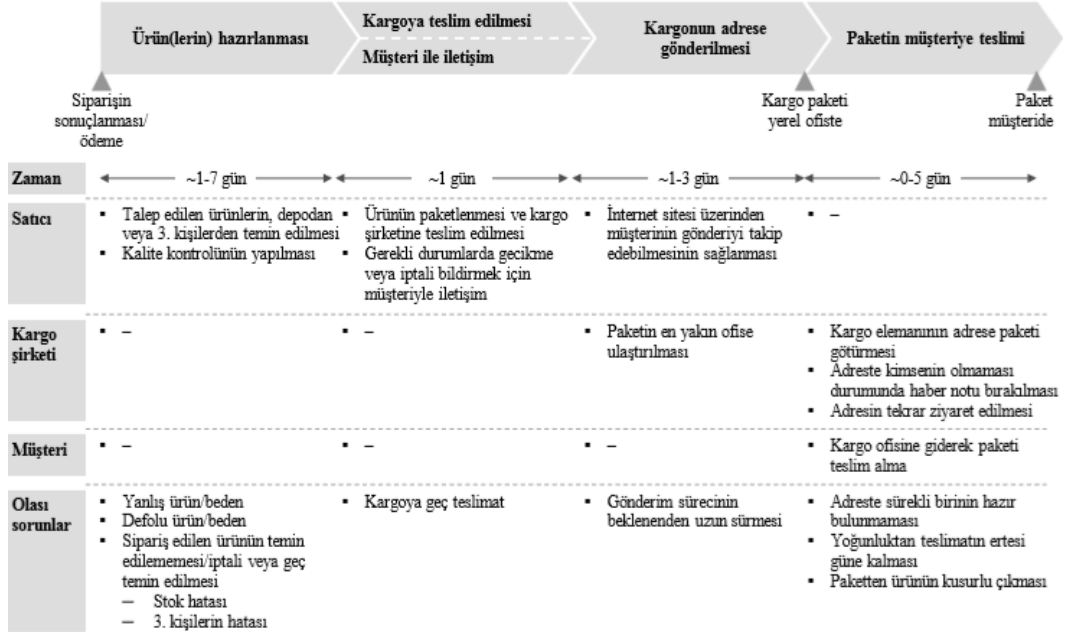 Ürün(lerin) hazırlanması
Kargoya teslim edilmesi
Müşteri ile iletişim
Kargonun adrese
gönderilmesi
Paketin müşteriye teslimi
Siparişin
sonuçlanması/
ödeme
Kargo paketi
yerel ofiste
Paket
müşteride
Zaman
~1-7 gün
~1 gün
~1-3 gün
~0-5 gün
Satıcı
▪ Talep edilen ürünlerin, depodan
veya 3. kişilerden temin edilmesi
▪ Kalite kontrolünün yapılması
▪ Ürünün paketlenmesi ve kargo
şirketine teslim edilmesi
▪ Gerekli durumlarda gecikme
veya iptali bildirmek için
müşteriyle iletişim
▪ İnternet sitesi üzerinden
müşterinin gönderiyi takip
edebilmesinin sağlanması
▪ –
Kargo
şirketi
▪ –
▪ –
▪ Paketin en yakın ofise
ulaştırılması
▪ Kargo elemanının adrese paketi
götürmesi
▪ Adreste kimsenin olmaması
durumunda haber notu bırakılması
▪ Adresin tekrar ziyaret edilmesi
Müşteri
▪ –
▪ –
▪ –
▪ Kargo ofisine giderek paketi
teslim alma
Olası
sorunlar
▪ Yanlış ürün/beden
▪ Defolu ürün/beden
▪ Sipariş edilen ürünün temin
edilememesi/iptali veya geç
temin edilmesi
– Stok hatası
– 3. kişilerin hatası
▪ Kargoya geç teslimat
▪ Gönderim sürecinin
beklenenden uzun sürmesi
▪ Adreste sürekli birinin hazır
bulunmaması
▪ Yoğunluktan teslimatın ertesi
güne kalması
▪ Paketten ürünün kusurlu çıkması